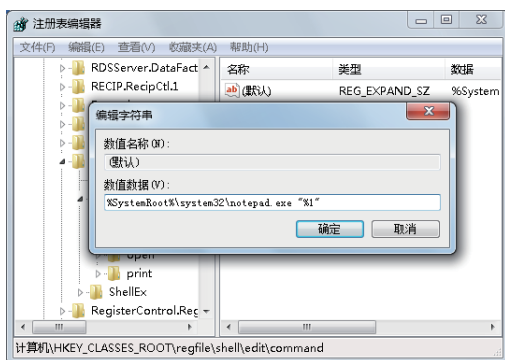 注册表编辑器
文件(F) 编辑(E) 查看(V) 收藏夹(A) 帮助(H)
RDSServer.DataFact
RECIP.RecipCtl.1
名称 类型 数据
ab (默认) REG_EXPAND_SZ %System
编辑字符串
数值名称(N):
(默认)
数值数据(V):
%SystemRoot%\system32\notepad.exe "%1"
确定 取消
open
print
ShellEx
RegisterControl.Reg
计算机\HKEY_CLASSES_ROOT\regfile\shell\edit\command